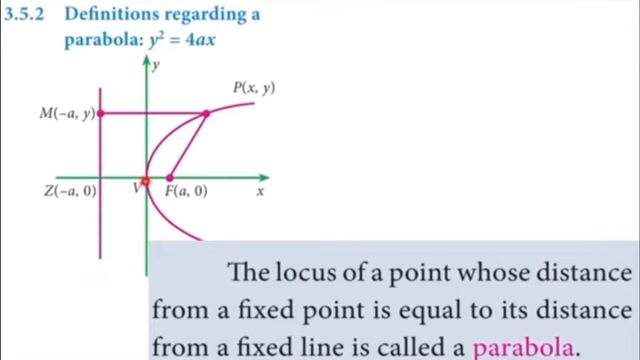 3.5.2 Definitions regarding a
parabola: y² = 4ax
y
P(x, y)
M(-a, y)
Z(-a, 0)
V
F(a, 0)
x
The locus of a point whose distance
from a fixed point is equal to its distance
from a fixed line is called a parabola.